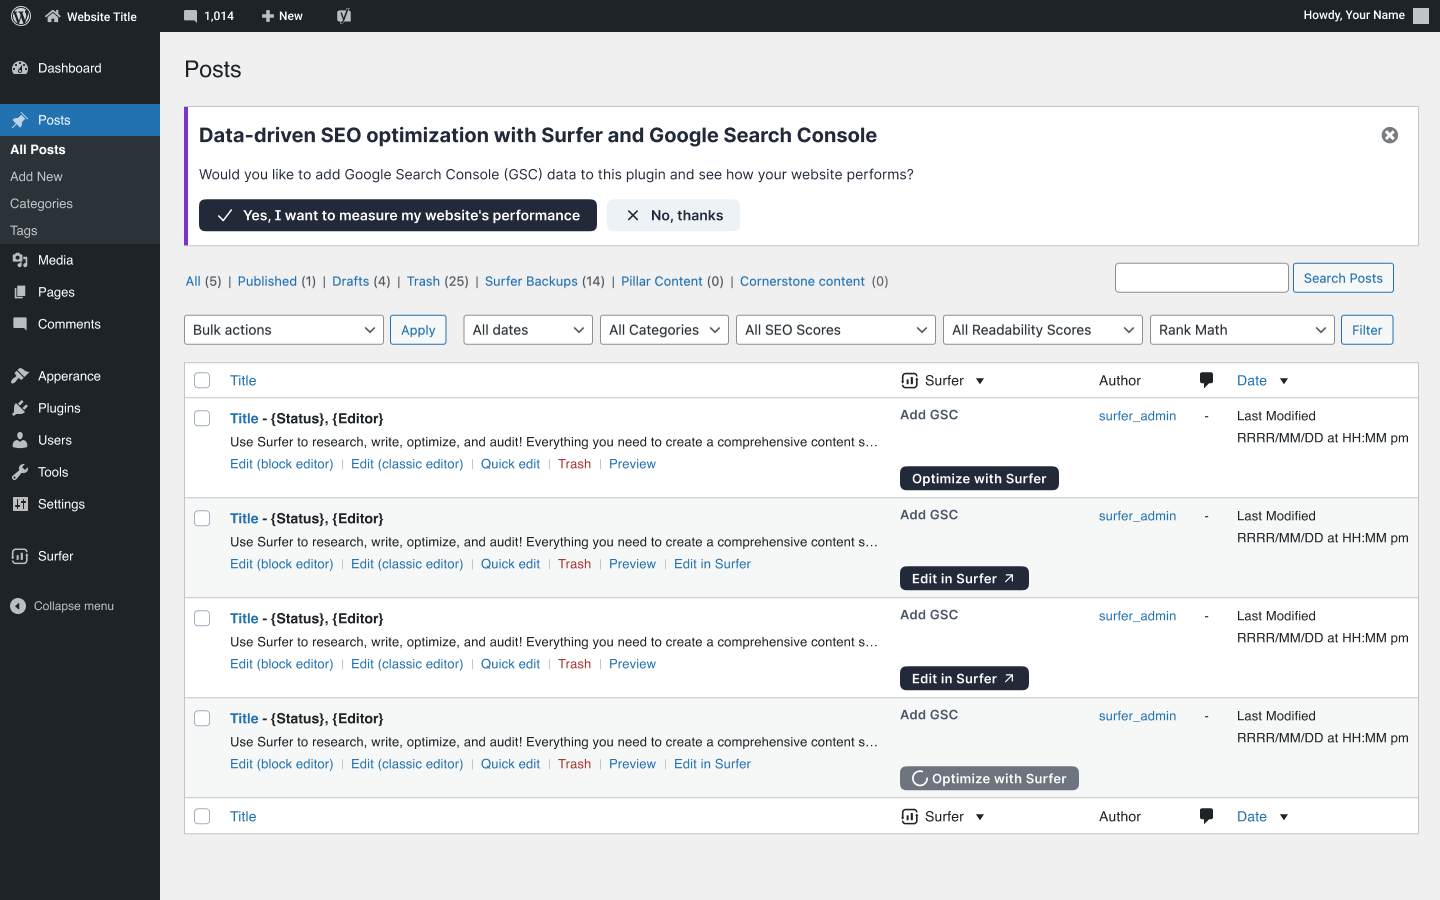 Website Title 1,014 New Howdy, Your Name
Dashboard
Posts
All Posts
Add New
Categories
Tags
Media
Pages
Comments
Apperance
Plugins
Users
Tools
Settings
Surfer
Collapse menu
Posts
Data-driven SEO optimization with Surfer and Google Search Console
Would you like to add Google Search Console (GSC) data to this plugin and see how your website performs?
Yes, I want to measure my website's performance No, thanks
All (5) | Published (1) | Drafts (4) | Trash (25) | Surfer Backups (14) | Pillar Content (0) | Cornerstone content (0)
Search Posts
Bulk actions Apply All dates All Categories All SEO Scores All Readability Scores Rank Math Filter
Title Surfer Author Date
Title - {Status}, {Editor} Add GSC surfer_admin - Last Modified
RRRR/MM/DD at HH:MM pm
Use Surfer to research, write, optimize, and audit! Everything you need to create a comprehensive content s...
Edit (block editor) | Edit (classic editor) | Quick edit | Trash | Preview
Optimize with Surfer
Title - {Status}, {Editor} Add GSC surfer_admin - Last Modified
RRRR/MM/DD at HH:MM pm
Use Surfer to research, write, optimize, and audit! Everything you need to create a comprehensive content s...
Edit (block editor) | Edit (classic editor) | Quick edit | Trash | Preview | Edit in Surfer
Edit in Surfer
Title - {Status}, {Editor} Add GSC surfer_admin - Last Modified
RRRR/MM/DD at HH:MM pm
Use Surfer to research, write, optimize, and audit! Everything you need to create a comprehensive content s...
Edit (block editor) | Edit (classic editor) | Quick edit | Trash | Preview
Edit in Surfer
Title - {Status}, {Editor} Add GSC surfer_admin - Last Modified
RRRR/MM/DD at HH:MM pm
Use Surfer to research, write, optimize, and audit! Everything you need to create a comprehensive content s...
Edit (block editor) | Edit (classic editor) | Quick edit | Trash | Preview | Edit in Surfer
Optimize with Surfer
Title Surfer Author Date